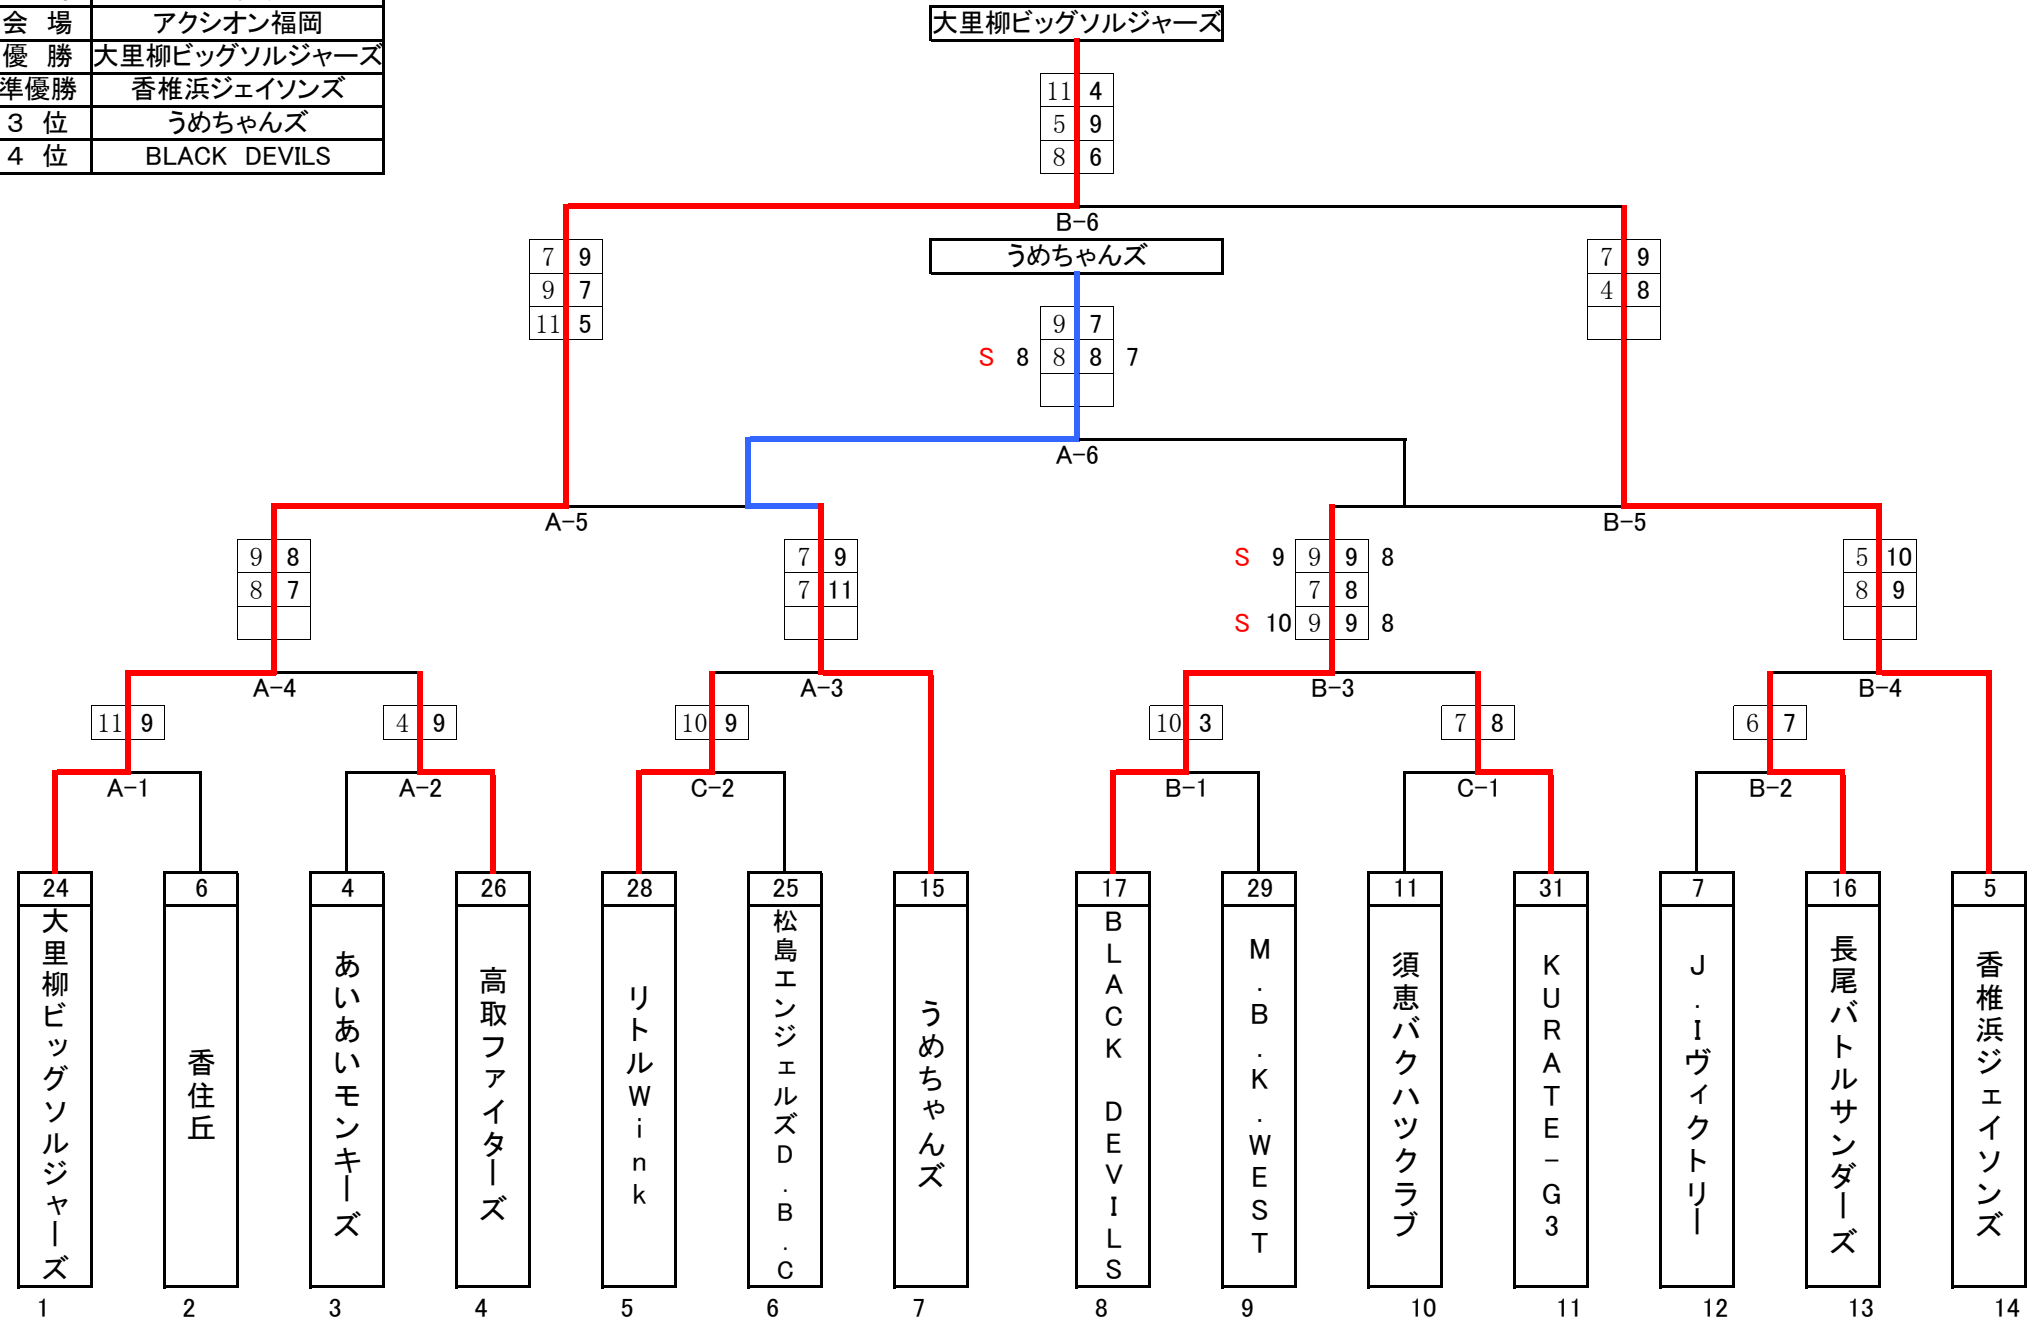 会 場 アクシオン福岡
優 勝 大里柳ビッグソルジャーズ
準優勝 香椎浜ジェイソンズ
３ 位 うめちゃんズ
４ 位 BLACK DEVILS
大里柳ビッグソルジャーズ
11 4
5 9
8 6
B-6
うめちゃんズ
7 9
9 7
11 5
7 9
4 8
9 7
S 8 8 8 7
A-6
A-5
B-5
9 8
8 7
7 9
7 11
S 9 9 9 8
7 8
S 10 9 9 8
5 10
8 9
A-4
A-3
B-3
B-4
11 9
4 9
10 9
10 3
7 8
6 7
A-1
A-2
C-2
B-1
C-1
B-2
24
6
4
26
28
25
15
17
29
11
31
7
16
5
大里柳ビッグソルジャーズ
香住丘
あいあいモンキーズ
高取ファイターズ
リトルWink
松島エンジェルズD.B.C
うめちゃんズ
BLACK DEVILS
M.B.K.WEST
須恵バクハツクラブ
KURATE-G3
J.Iヴィクトリー
長尾バトルサンダーズ
香椎浜ジェイソンズ
1 2 3 4 5 6 7 8 9 10 11 12 13 14